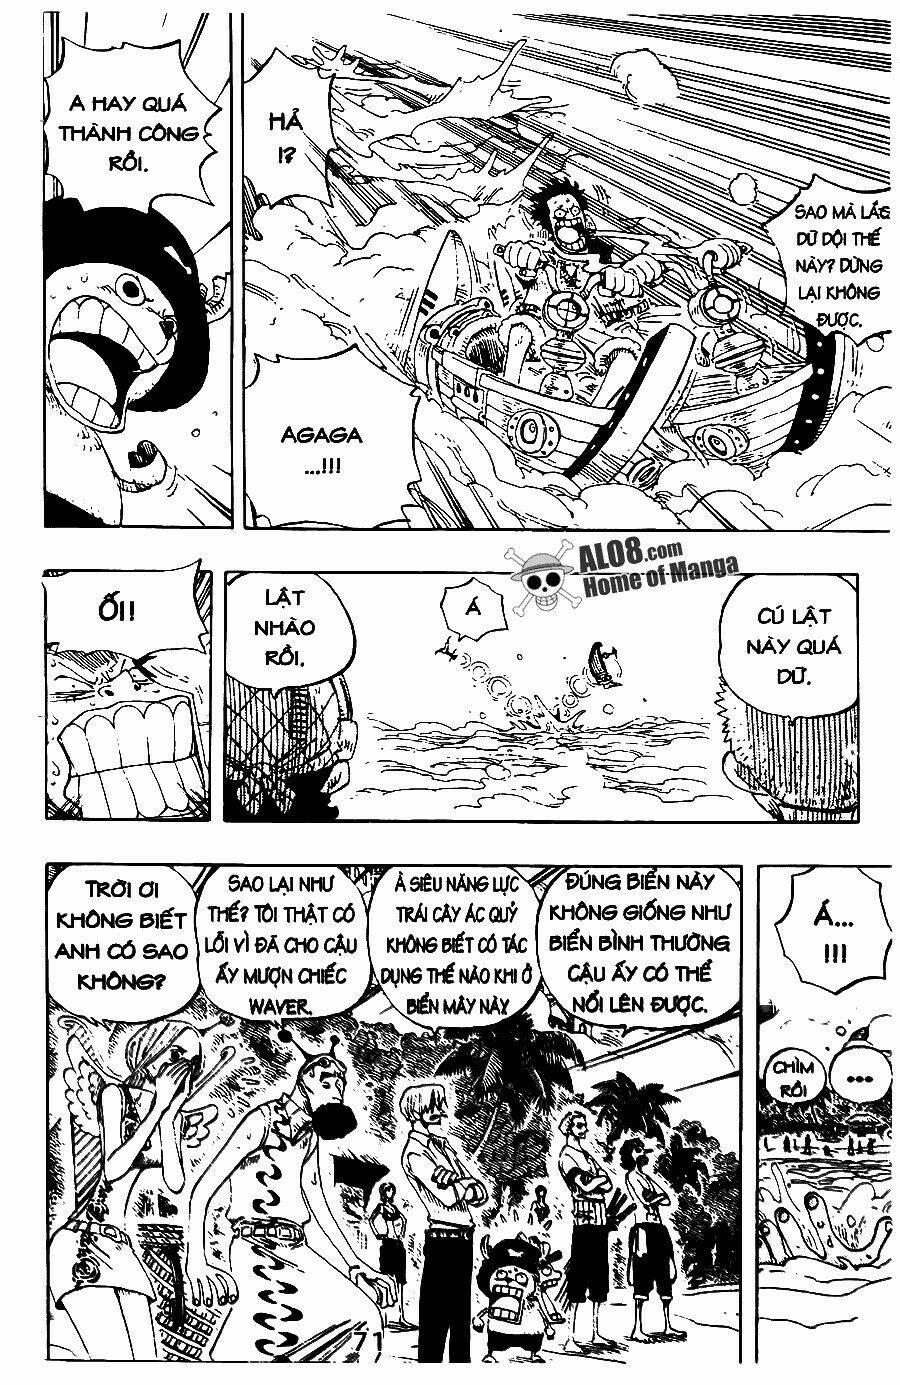 A HAY QUÁ
THÀNH CÔNG
RỒI.
HẢ
!?
SAO MÀ LẮC
DỮ DỘI THẾ
NÀY? DỪNG
LẠI KHÔNG
ĐƯỢC.
AGAGA
...!!!
AL08.com
Home of Manga
ỐI!
LẬT
NHÀO
RỒI.
Á
CÚ LẬT
NÀY QUÁ
DỮ.
TRỜI ƠI
KHÔNG BIẾT
ANH CÓ SAO
KHÔNG?
SAO LẠI NHƯ
THẾ? TÔI THẬT CÓ
LỖI VÌ ĐÃ CHO CẬU
ẤY MƯỢN CHIẾC
WAVER.
À SIÊU NĂNG LỰC
TRÁI CÂY ÁC QUỶ
KHÔNG BIẾT CÓ TÁC
DỤNG THẾ NÀO KHI Ở
BIỂN MÂY NÀY.
ĐÚNG BIỂN NÀY
KHÔNG GIỐNG NHƯ
BIỂN BÌNH THƯỜNG
CẬU ẤY CÓ THỂ
NỔI LÊN ĐƯỢC.
Á...
!!!
CHÌM
RỒI
...
71